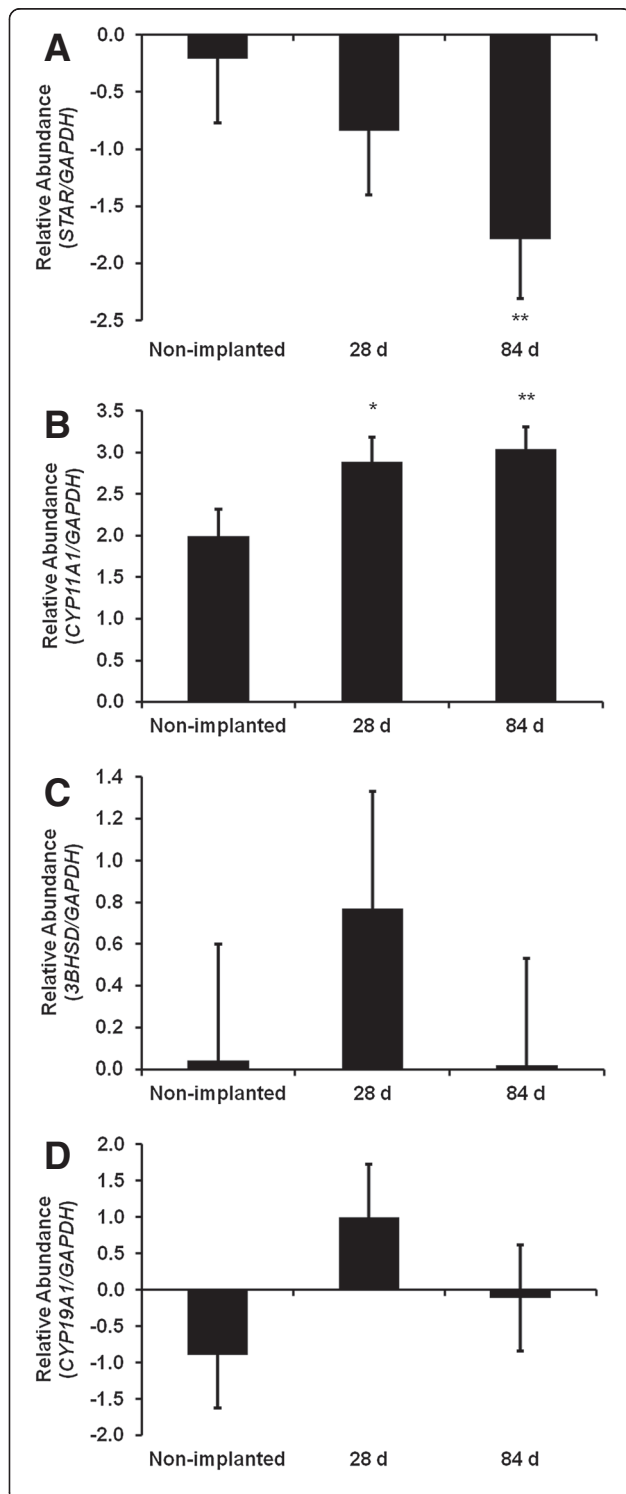 A
Relative Abundance
(STAR/GAPDH)
0.0
-0.5
-1.0
-1.5
-2.0
-2.5
**
Non-implanted 28 d 84 d
B
Relative Abundance
(CYP11A1/GAPDH)
3.5
3.0
2.5
2.0
1.5
1.0
0.5
0.0
* **
Non-implanted 28 d 84 d
C
Relative Abundance
(3BHSD/GAPDH)
1.4
1.2
1.0
0.8
0.6
0.4
0.2
0.0
Non-implanted 28 d 84 d
D
Relative Abundance
(CYP19A1/GAPDH)
2.0
1.5
1.0
0.5
0.0
-0.5
-1.0
-1.5
-2.0
Non-implanted 28 d 84 d